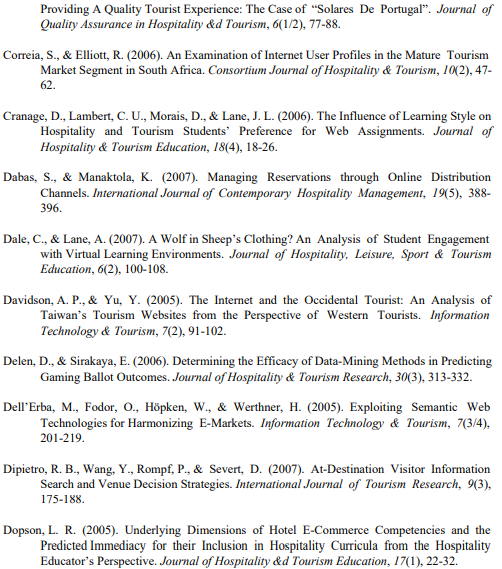 Providing A Quality Tourist Experience: The Case of “Solares De Portugal”. Journal of
Quality Assurance in Hospitality &d Tourism, 6(1/2), 77-88.
Correia, S., & Elliott, R. (2006). An Examination of Internet User Profiles in the Mature Tourism
Market Segment in South Africa. Consortium Journal of Hospitality & Tourism, 10(2), 47-
62.
Cranage, D., Lambert, C. U., Morais, D., & Lane, J. L. (2006). The Influence of Learning Style on
Hospitality and Tourism Students’ Preference for Web Assignments. Journal of
Hospitality & Tourism Education, 18(4), 18-26.
Dabas, S., & Manaktola, K. (2007). Managing Reservations through Online Distribution
Channels. International Journal of Contemporary Hospitality Management, 19(5), 388-
396.
Dale, C., & Lane, A. (2007). A Wolf in Sheep’s Clothing? An Analysis of Student Engagement
with Virtual Learning Environments. Journal of Hospitality, Leisure, Sport & Tourism
Education, 6(2), 100-108.
Davidson, A. P., & Yu, Y. (2005). The Internet and the Occidental Tourist: An Analysis of
Taiwan’s Tourism Websites from the Perspective of Western Tourists. Information
Technology & Tourism, 7(2), 91-102.
Delen, D., & Sirakaya, E. (2006). Determining the Efficacy of Data-Mining Methods in Predicting
Gaming Ballot Outcomes. Journal of Hospitality & Tourism Research, 30(3), 313-332.
Dell’Erba, M., Fodor, O., Höpken, W., & Werthner, H. (2005). Exploiting Semantic Web
Technologies for Harmonizing E-Markets. Information Technology & Tourism, 7(3/4),
201-219.
Dipietro, R. B., Wang, Y., Rompf, P., & Severt, D. (2007). At-Destination Visitor Information
Search and Venue Decision Strategies. International Journal of Tourism Research, 9(3),
175-188.
Dopson, L. R. (2005). Underlying Dimensions of Hotel E-Commerce Competencies and the
Predicted Immediacy for their Inclusion in Hospitality Curricula from the Hospitality
Educator’s Perspective. Journal of Hospitality &d Tourism Education, 17(1), 22-32.